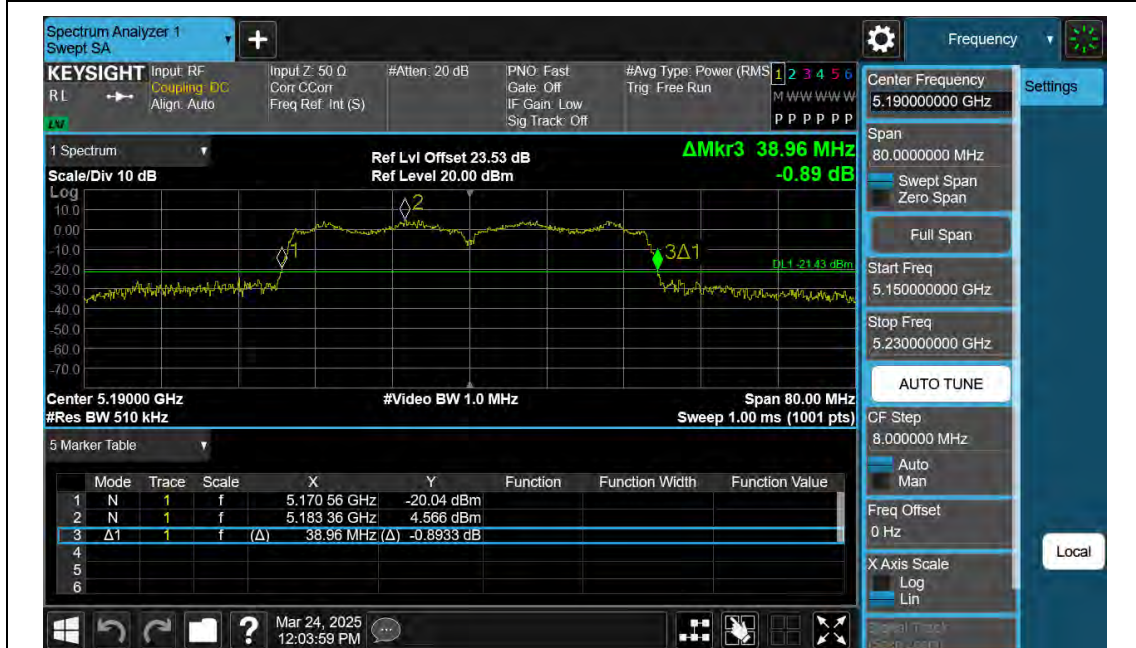 Spectrum Analyzer 1
Swept SA
+
Frequency
KEYSIGHT
RL
LXI
Input: RF
Coupling: DC
Align: Auto
Input Z: 50 Ω
Corr CCorr
Freq Ref: Int (S)
#Atten: 20 dB
PNO: Fast
Gate: Off
IF Gain: Low
Sig Track: Off
#Avg Type: Power (RMS
Trig: Free Run
1 2 3 4 5 6
M W W W W W
P P P P P P
1 Spectrum
Scale/Div 10 dB
Ref Lvl Offset 23.53 dB
Ref Level 20.00 dBm
ΔMkr3 38.96 MHz
-0.89 dB
Log
10.0
0.00
-10.0
-20.0
-30.0
-40.0
-50.0
-60.0
-70.0
1
2
3Δ1
DL1 -21.43 dBm
Center 5.19000 GHz
#Res BW 510 kHz
#Video BW 1.0 MHz
Span 80.00 MHz
Sweep 1.00 ms (1001 pts)
5 Marker Table
Mode Trace Scale X Y Function Function Width Function Value
1 N 1 f 5.170 56 GHz -20.04 dBm
2 N 1 f 5.183 36 GHz 4.566 dBm
3 Δ1 1 f (Δ) 38.96 MHz (Δ) -0.8933 dB
4
5
6
Mar 24, 2025
12:03:59 PM
?
Center Frequency
5.190000000 GHz
Span
80.0000000 MHz
Swept Span
Zero Span
Full Span
Start Freq
5.150000000 GHz
Stop Freq
5.230000000 GHz
AUTO TUNE
CF Step
8.000000 MHz
Auto
Man
Freq Offset
0 Hz
X Axis Scale
Log
Lin
Signal Track
(Span Zoom)
Settings
Local